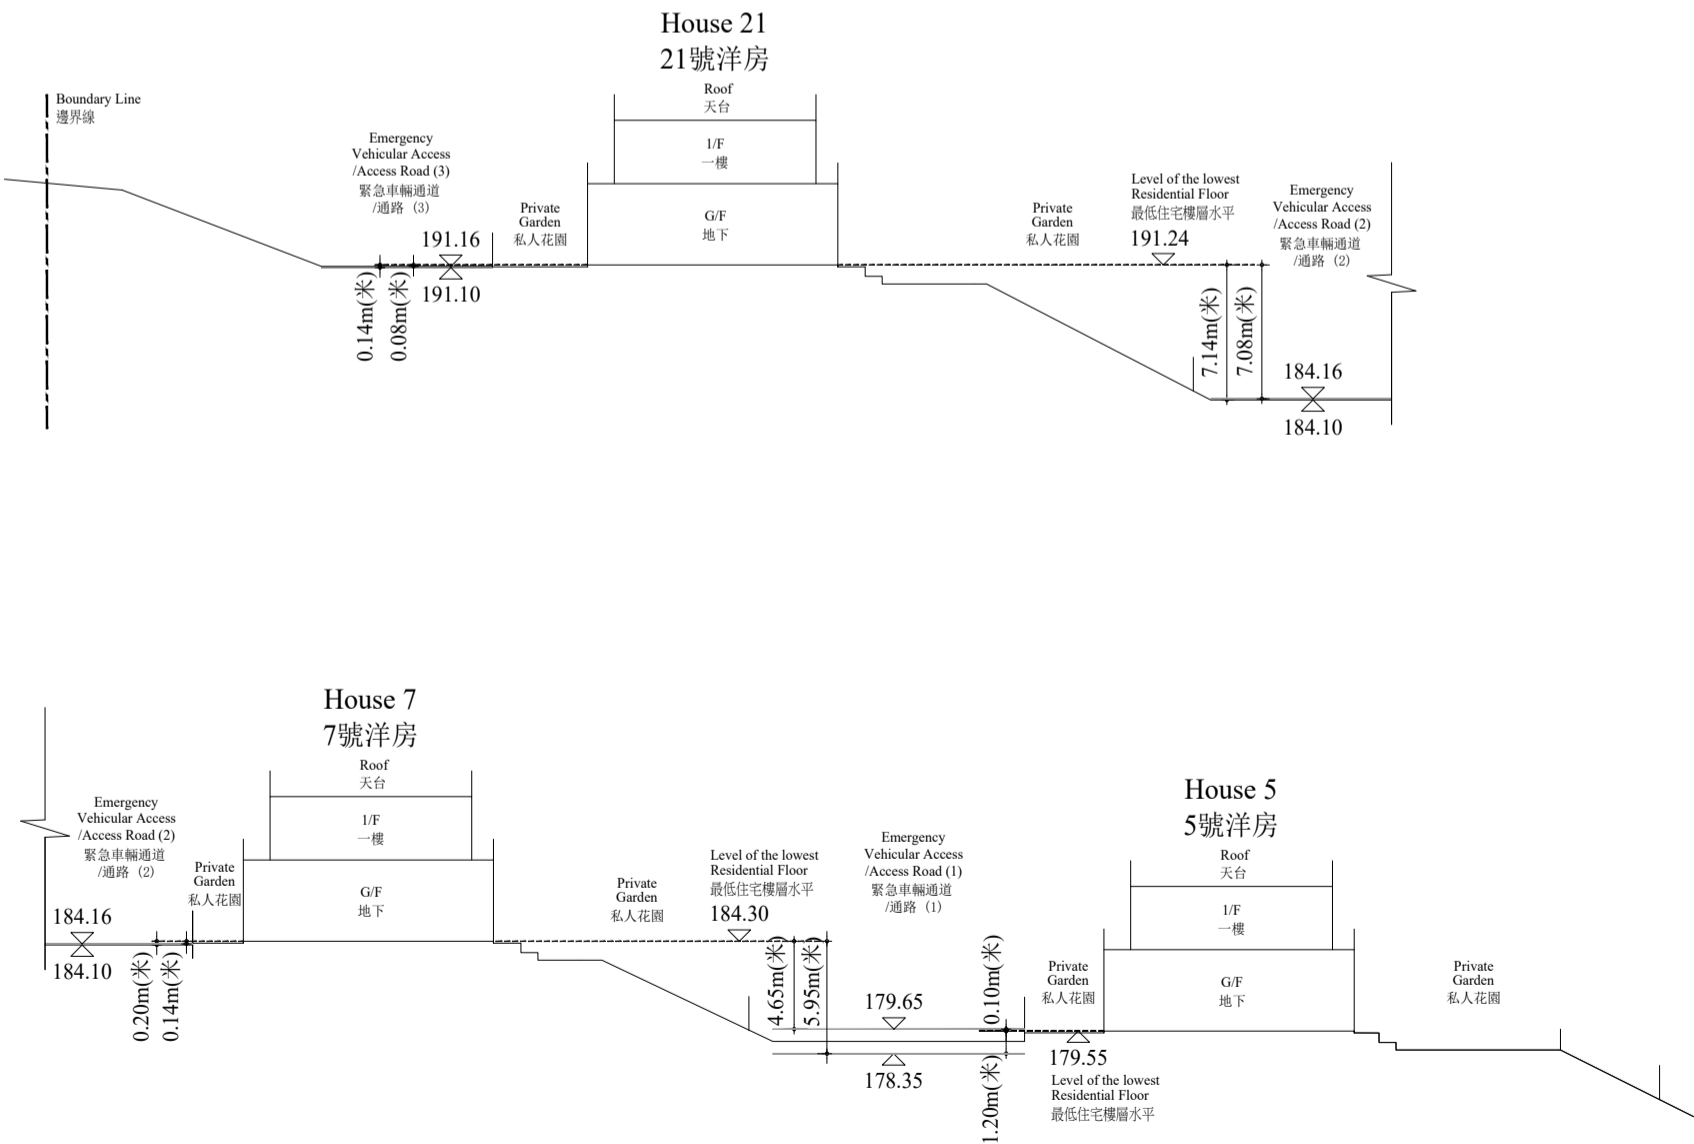 House 21
21號洋房
Boundary Line
邊界線
Roof
天台
1/F
一樓
G/F
地下
Emergency
Vehicular Access
/Access Road (3)
緊急車輛通道
/通路 (3)
191.16
191.10
0.14m(米)
0.08m(米)
Private
Garden
私人花園
Private
Garden
私人花園
Level of the lowest
Residential Floor
最低住宅樓層水平
191.24
7.14m(米)
7.08m(米)
Emergency
Vehicular Access
/Access Road (2)
緊急車輛通道
/通路 (2)
184.16
184.10
House 7
7號洋房
Roof
天台
1/F
一樓
G/F
地下
Emergency
Vehicular Access
/Access Road (2)
緊急車輛通道
/通路 (2)
184.16
184.10
0.20m(米)
0.14m(米)
Private
Garden
私人花園
Private
Garden
私人花園
Level of the lowest
Residential Floor
最低住宅樓層水平
184.30
4.65m(米)
5.95m(米)
Emergency
Vehicular Access
/Access Road (1)
緊急車輛通道
/通路 (1)
179.65
178.35
0.10m(米)
1.20m(米)
House 5
5號洋房
Roof
天台
1/F
一樓
G/F
地下
Private
Garden
私人花園
179.55
Level of the lowest
Residential Floor
最低住宅樓層水平
Private
Garden
私人花園